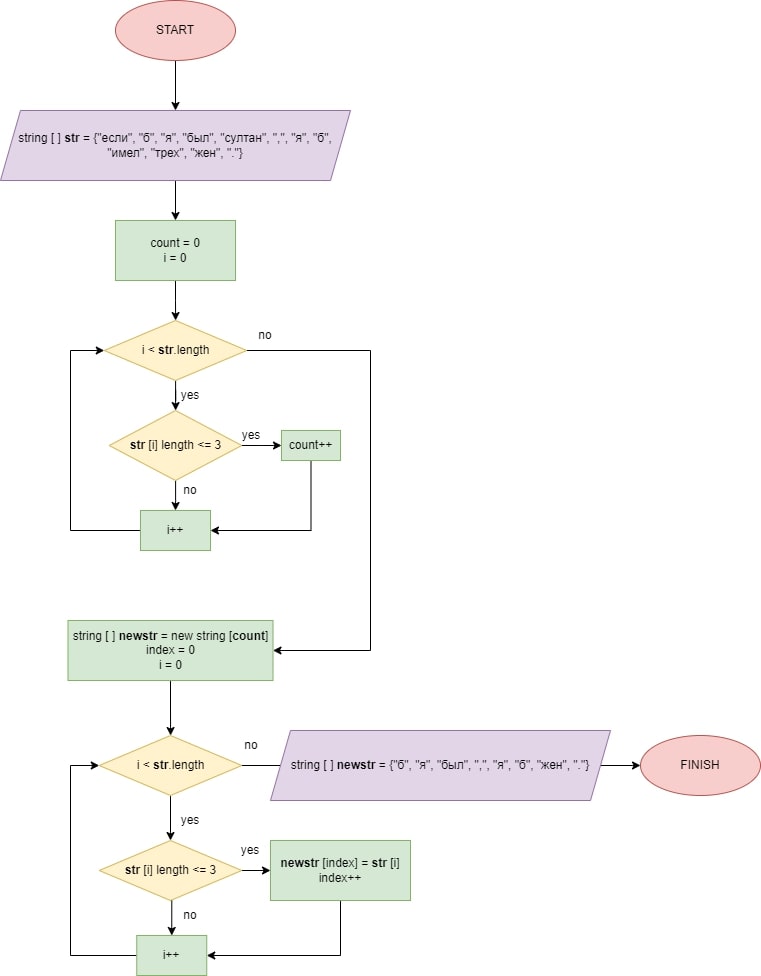 START
string [ ] str = {"если", "б", "я", "был", "султан", ",", "я", "б",
"имел", "трех", "жен", "."}
count = 0
i = 0
i < str.length
no
yes
str [i] length <= 3
yes
count++
no
i++
string [ ] newstr = new string [count]
index = 0
i = 0
i < str.length
no
string [ ] newstr = {"б", "я", "был", ",", "я", "б", "жен", "."}
FINISH
yes
str [i] length <= 3
yes
newstr [index] = str [i]
index++
no
i++